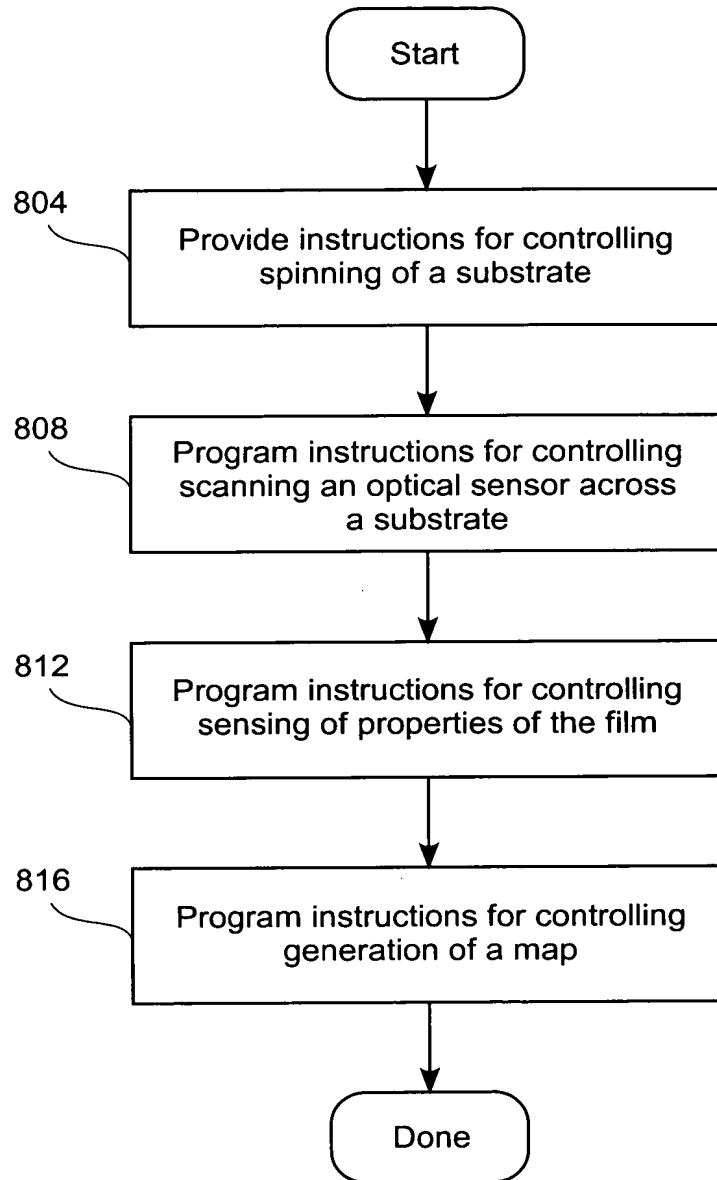 Start
804
Provide instructions for controlling
spinning of a substrate
808
Program instructions for controlling
scanning an optical sensor across
a substrate
812
Program instructions for controlling
sensing of properties of the film
816
Program instructions for controlling
generation of a map
Done